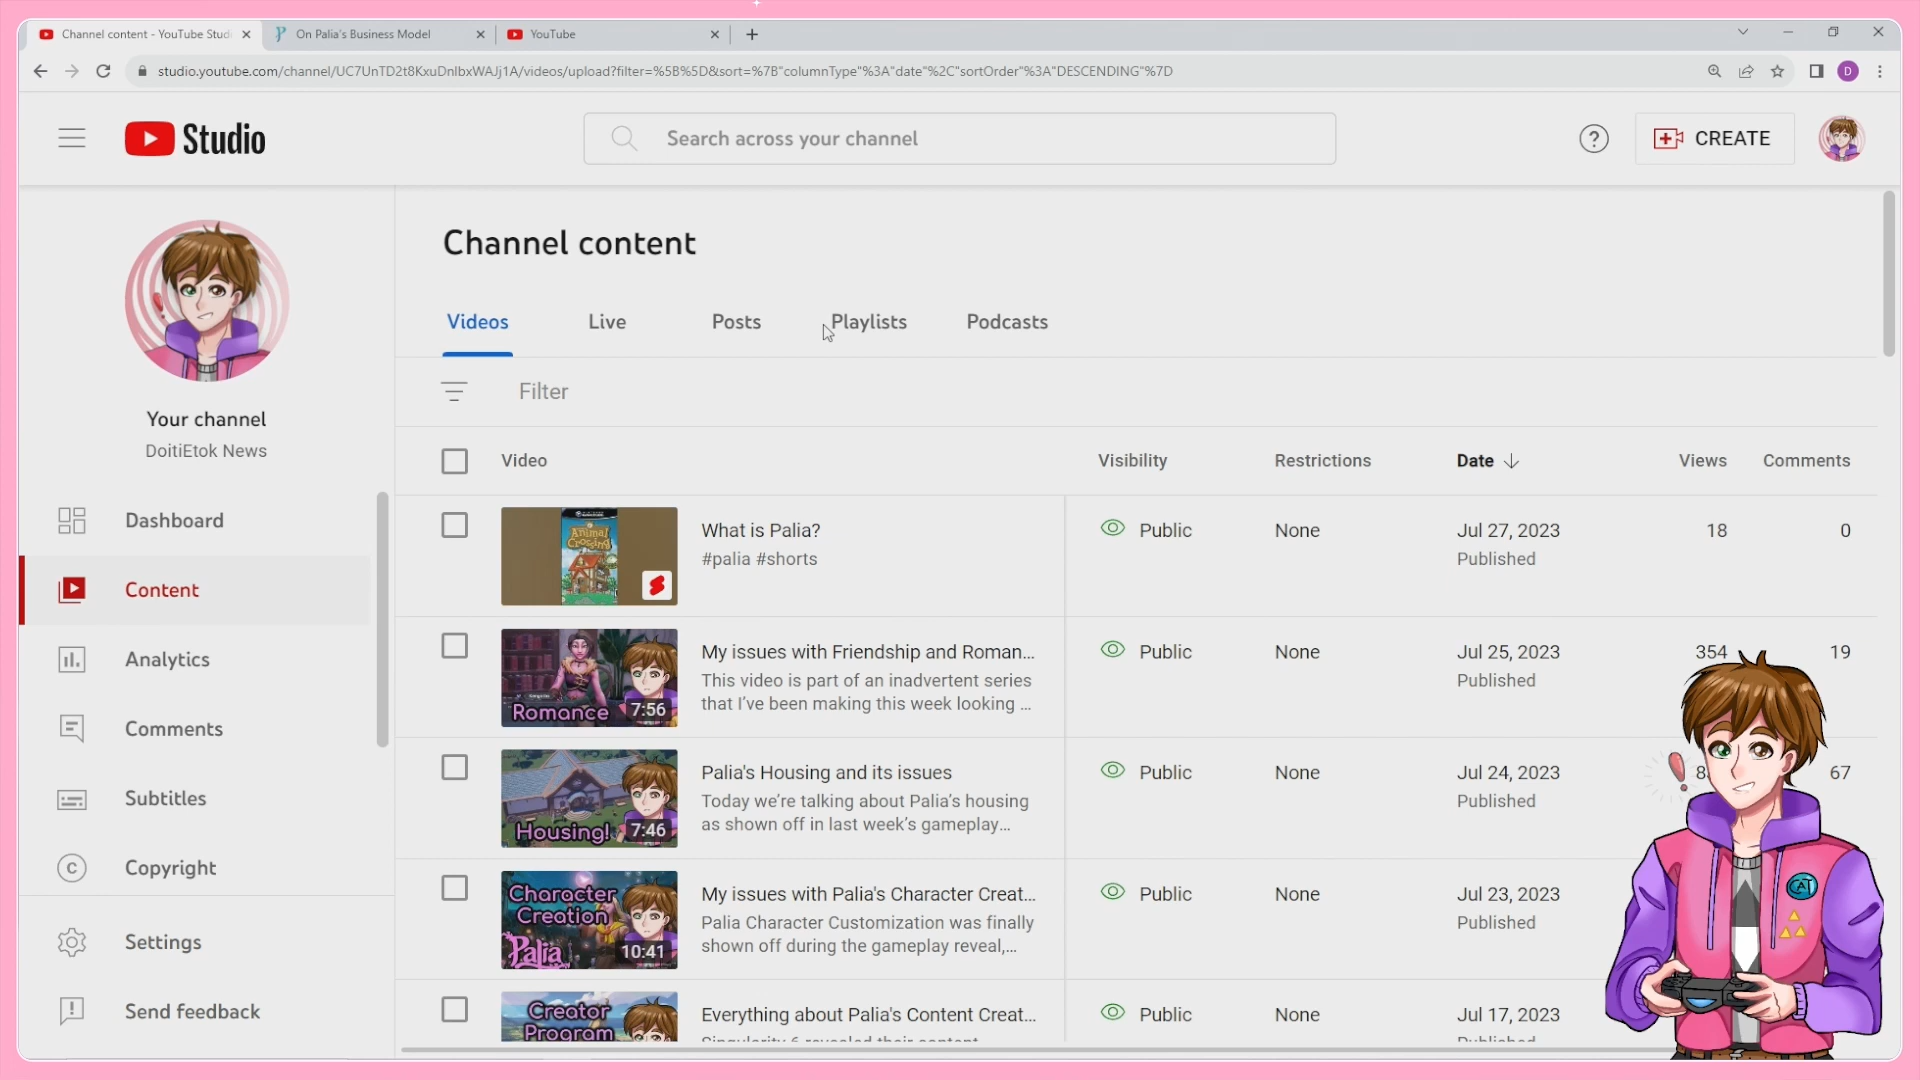 Channel content - YouTube Studi
On Palia's Business Model
YouTube
studio.youtube.com/channel/UC7UnTD2t8KxuDnlbxWAJj1A/videos/upload?filter=%5B%5D&sort=%7B"columnType"%3A"date"%2C"sortOrder"%3A"DESCENDING"%7D
D
Studio
Search across your channel
CREATE
Your channel
DoitiEtok News
Dashboard
Content
Analytics
Comments
Subtitles
Copyright
Settings
Send feedback
Channel content
Videos Live Posts Playlists Podcasts
Filter
Video Visibility Restrictions Date Views Comments
Animal Crossing
What is Palia?
#palia #shorts
Public None Jul 27, 2023 18 0
Published
Romance 7:56
My issues with Friendship and Roman...
This video is part of an inadvertent series
that I've been making this week looking ...
Public None Jul 25, 2023 354 19
Published
Housing! 7:46
Palia's Housing and its issues
Today we're talking about Palia's housing
as shown off in last week's gameplay...
Public None Jul 24, 2023 67
Published
Character
Creation
Palia 10:41
My issues with Palia's Character Creat...
Palia Character Customization was finally
shown off during the gameplay reveal,...
Public None Jul 23, 2023
Published
Creator
Program
Everything about Palia's Content Creat...
Public None Jul 17, 2023
CAT